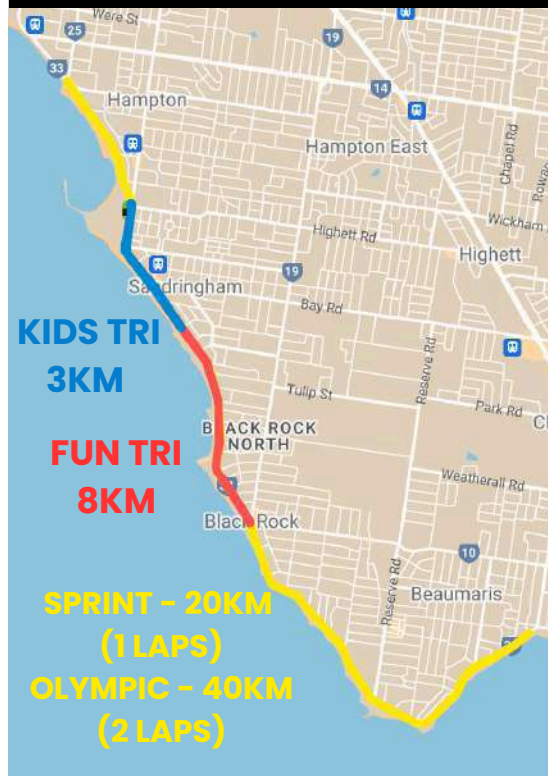 Were St
25
33
19
14
Hampton
Hampton East
Chapel Rd
Wickham
Highett Rd
Highett
19
Sandringham
Bay Rd
KIDS TRI
3KM
Reserve Rd
Tulip St
Park Rd
BLACK ROCK
NORTH
FUN TRI
8KM
Weatherall Rd
Black Rock
10
Reserve Rd
Beaumaris
SPRINT - 20KM
(1 LAPS)
OLYMPIC - 40KM
(2 LAPS)